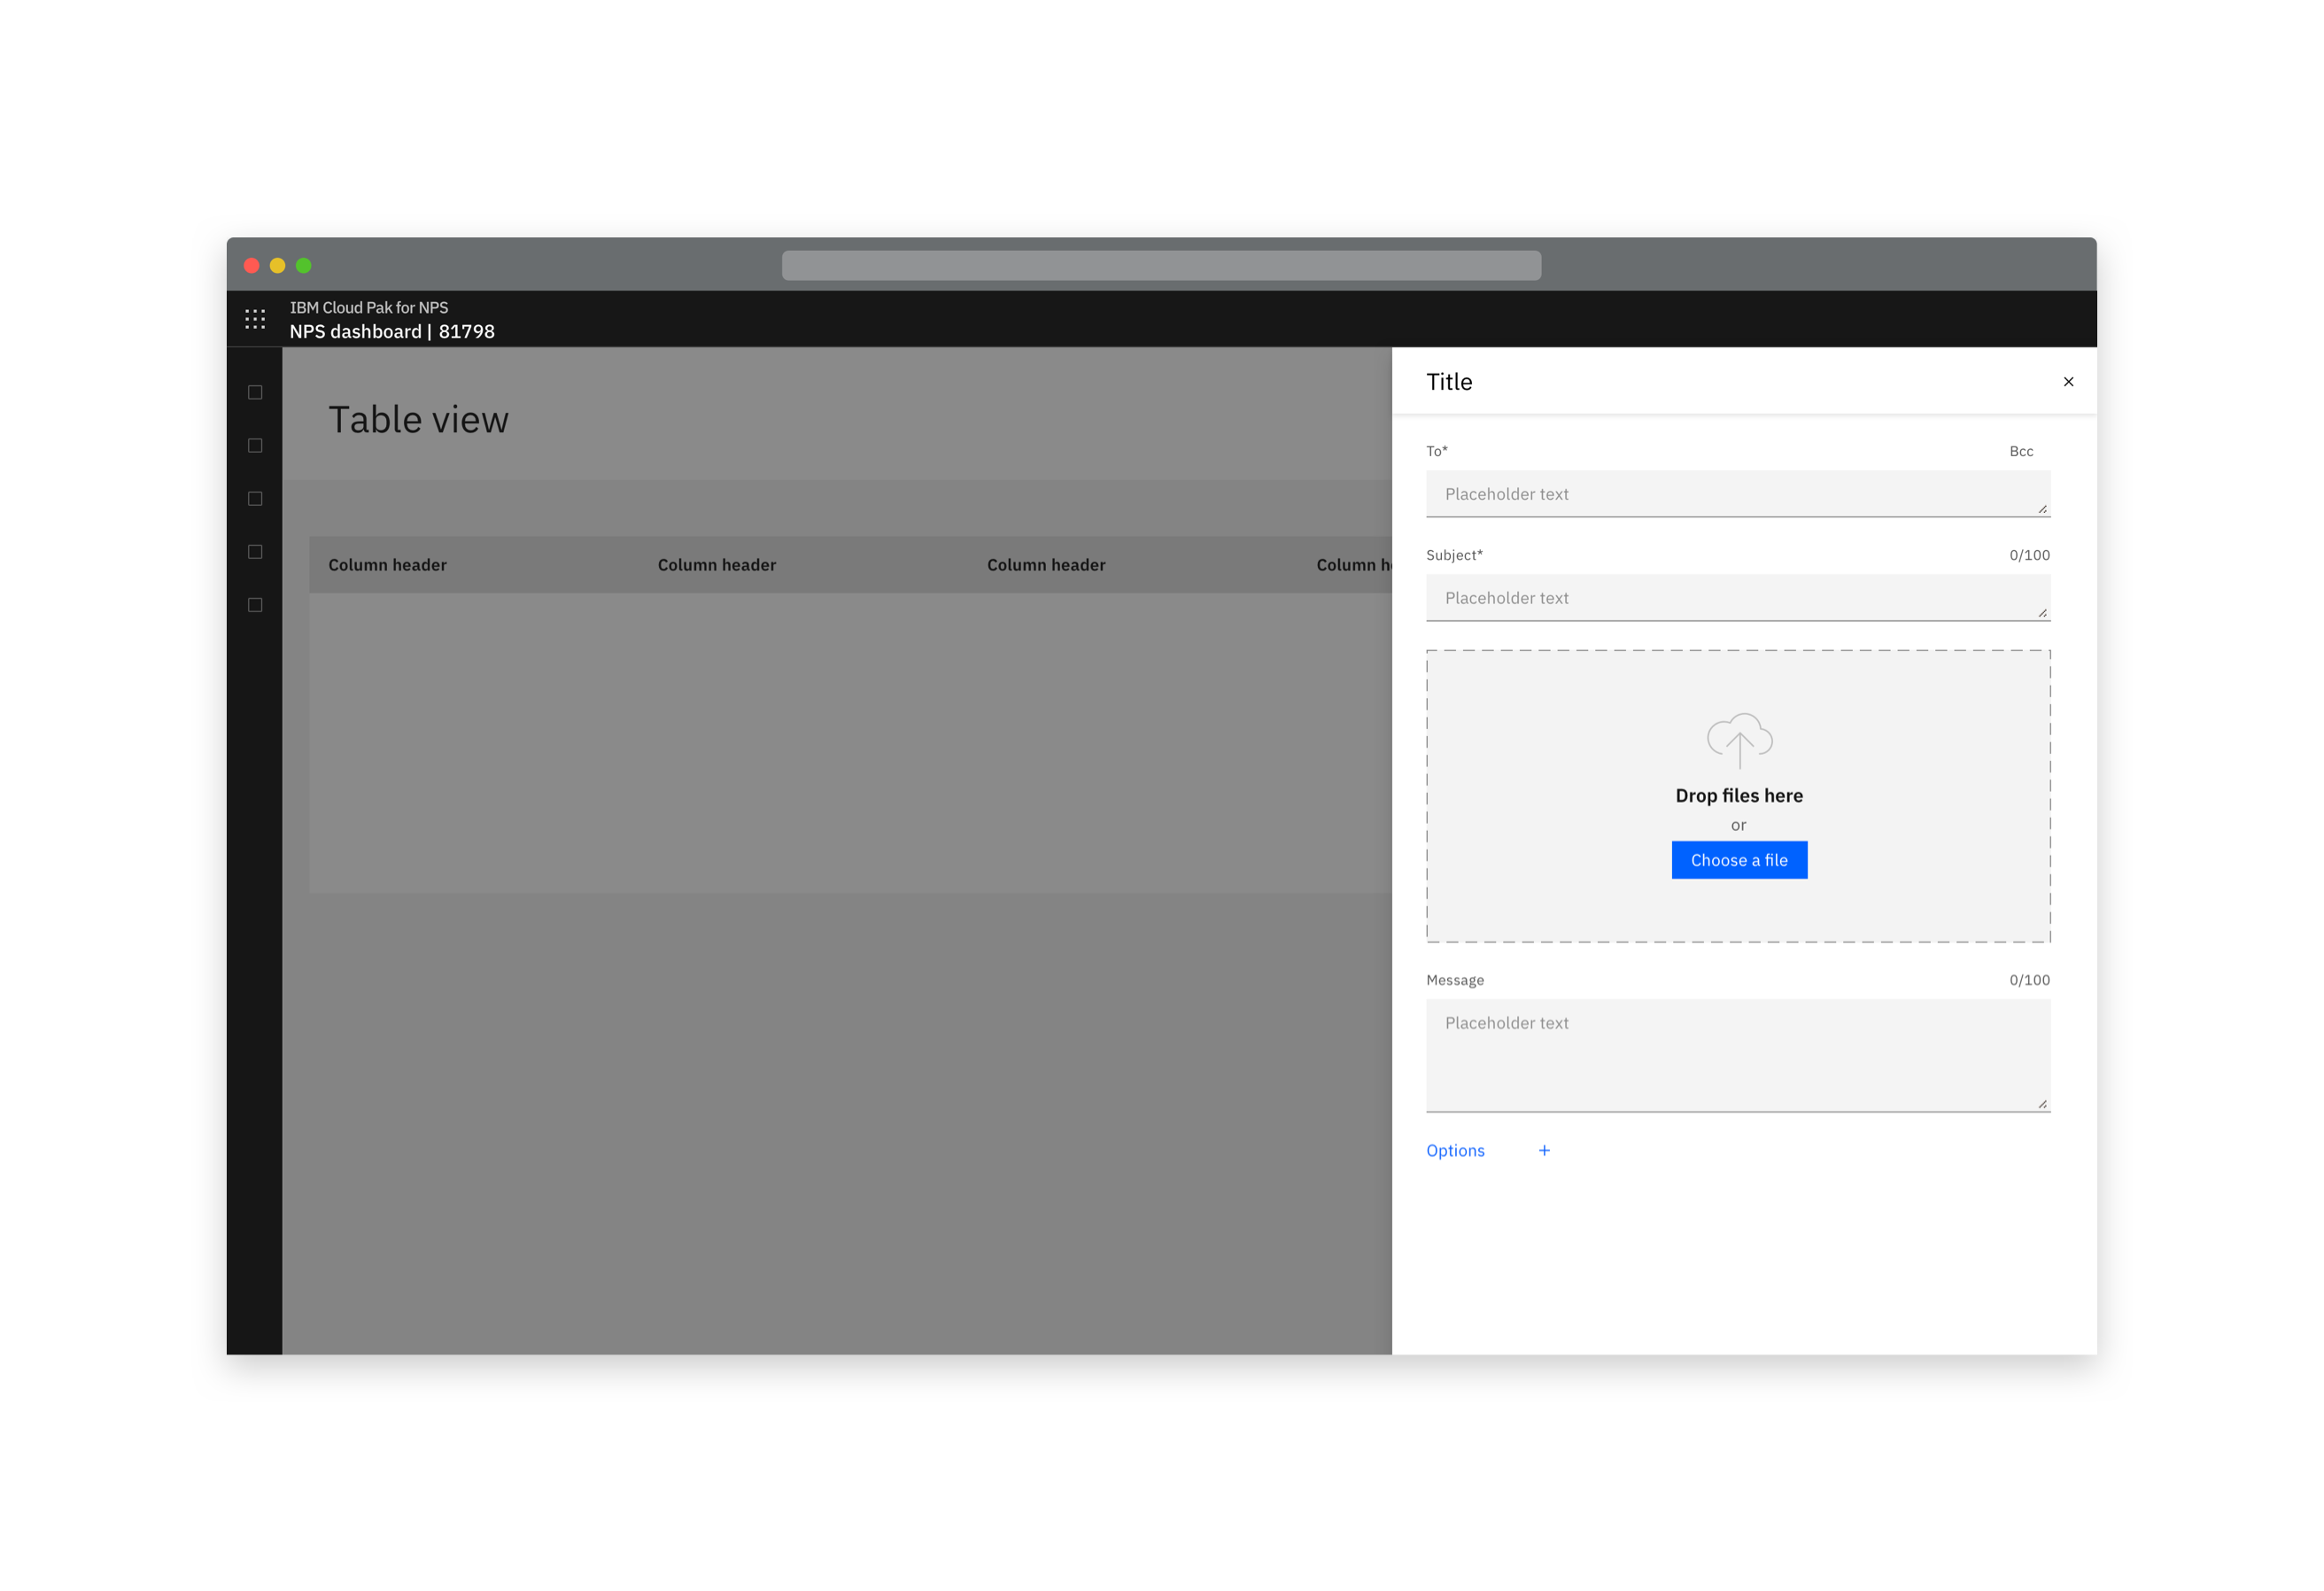 IBM Cloud Pak for NPS
NPS dashboard | 81798
Table view
Column header Column header Column header Column h
Title
To* Bcc
Placeholder text
Subject* 0/100
Placeholder text
Drop files here
or
Choose a file
Message 0/100
Placeholder text
Options +